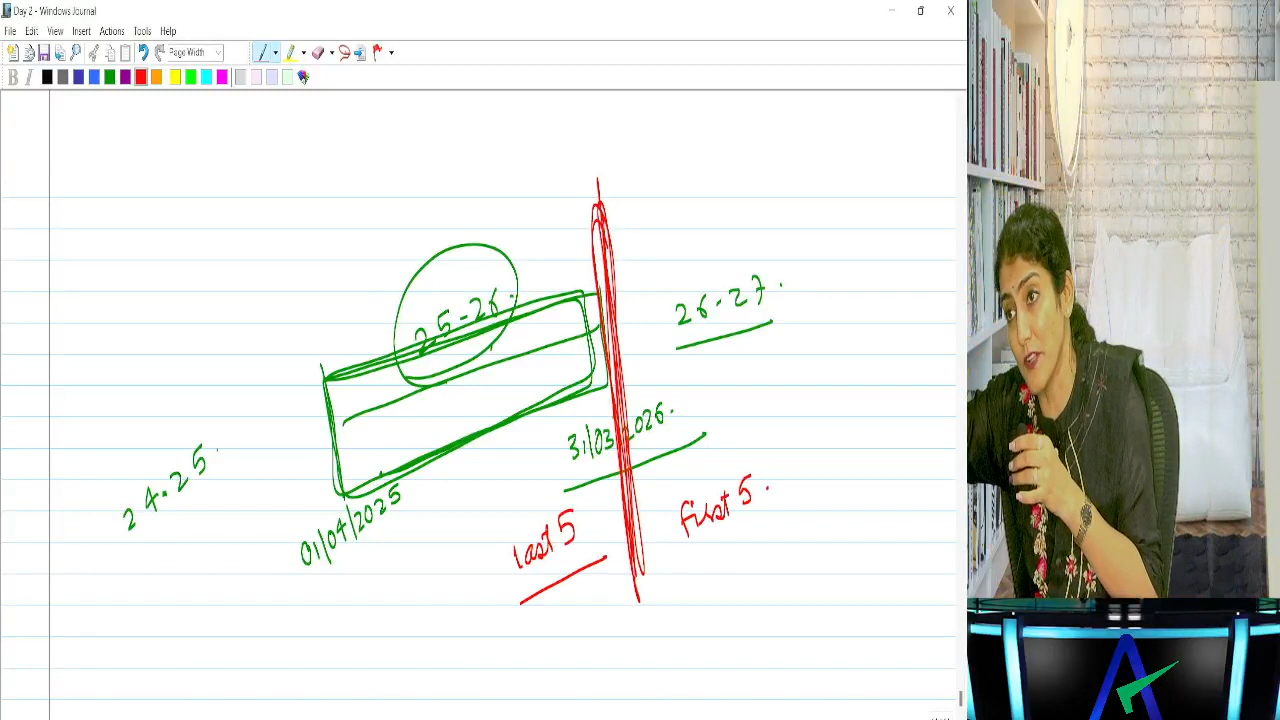 Day 2 - Windows Journal
File Edit View Insert Actions Tools Help
Page Width
B I
25-26.
26-27.
31/03/2026.
24.25.
01/04/2025
last 5
first 5.